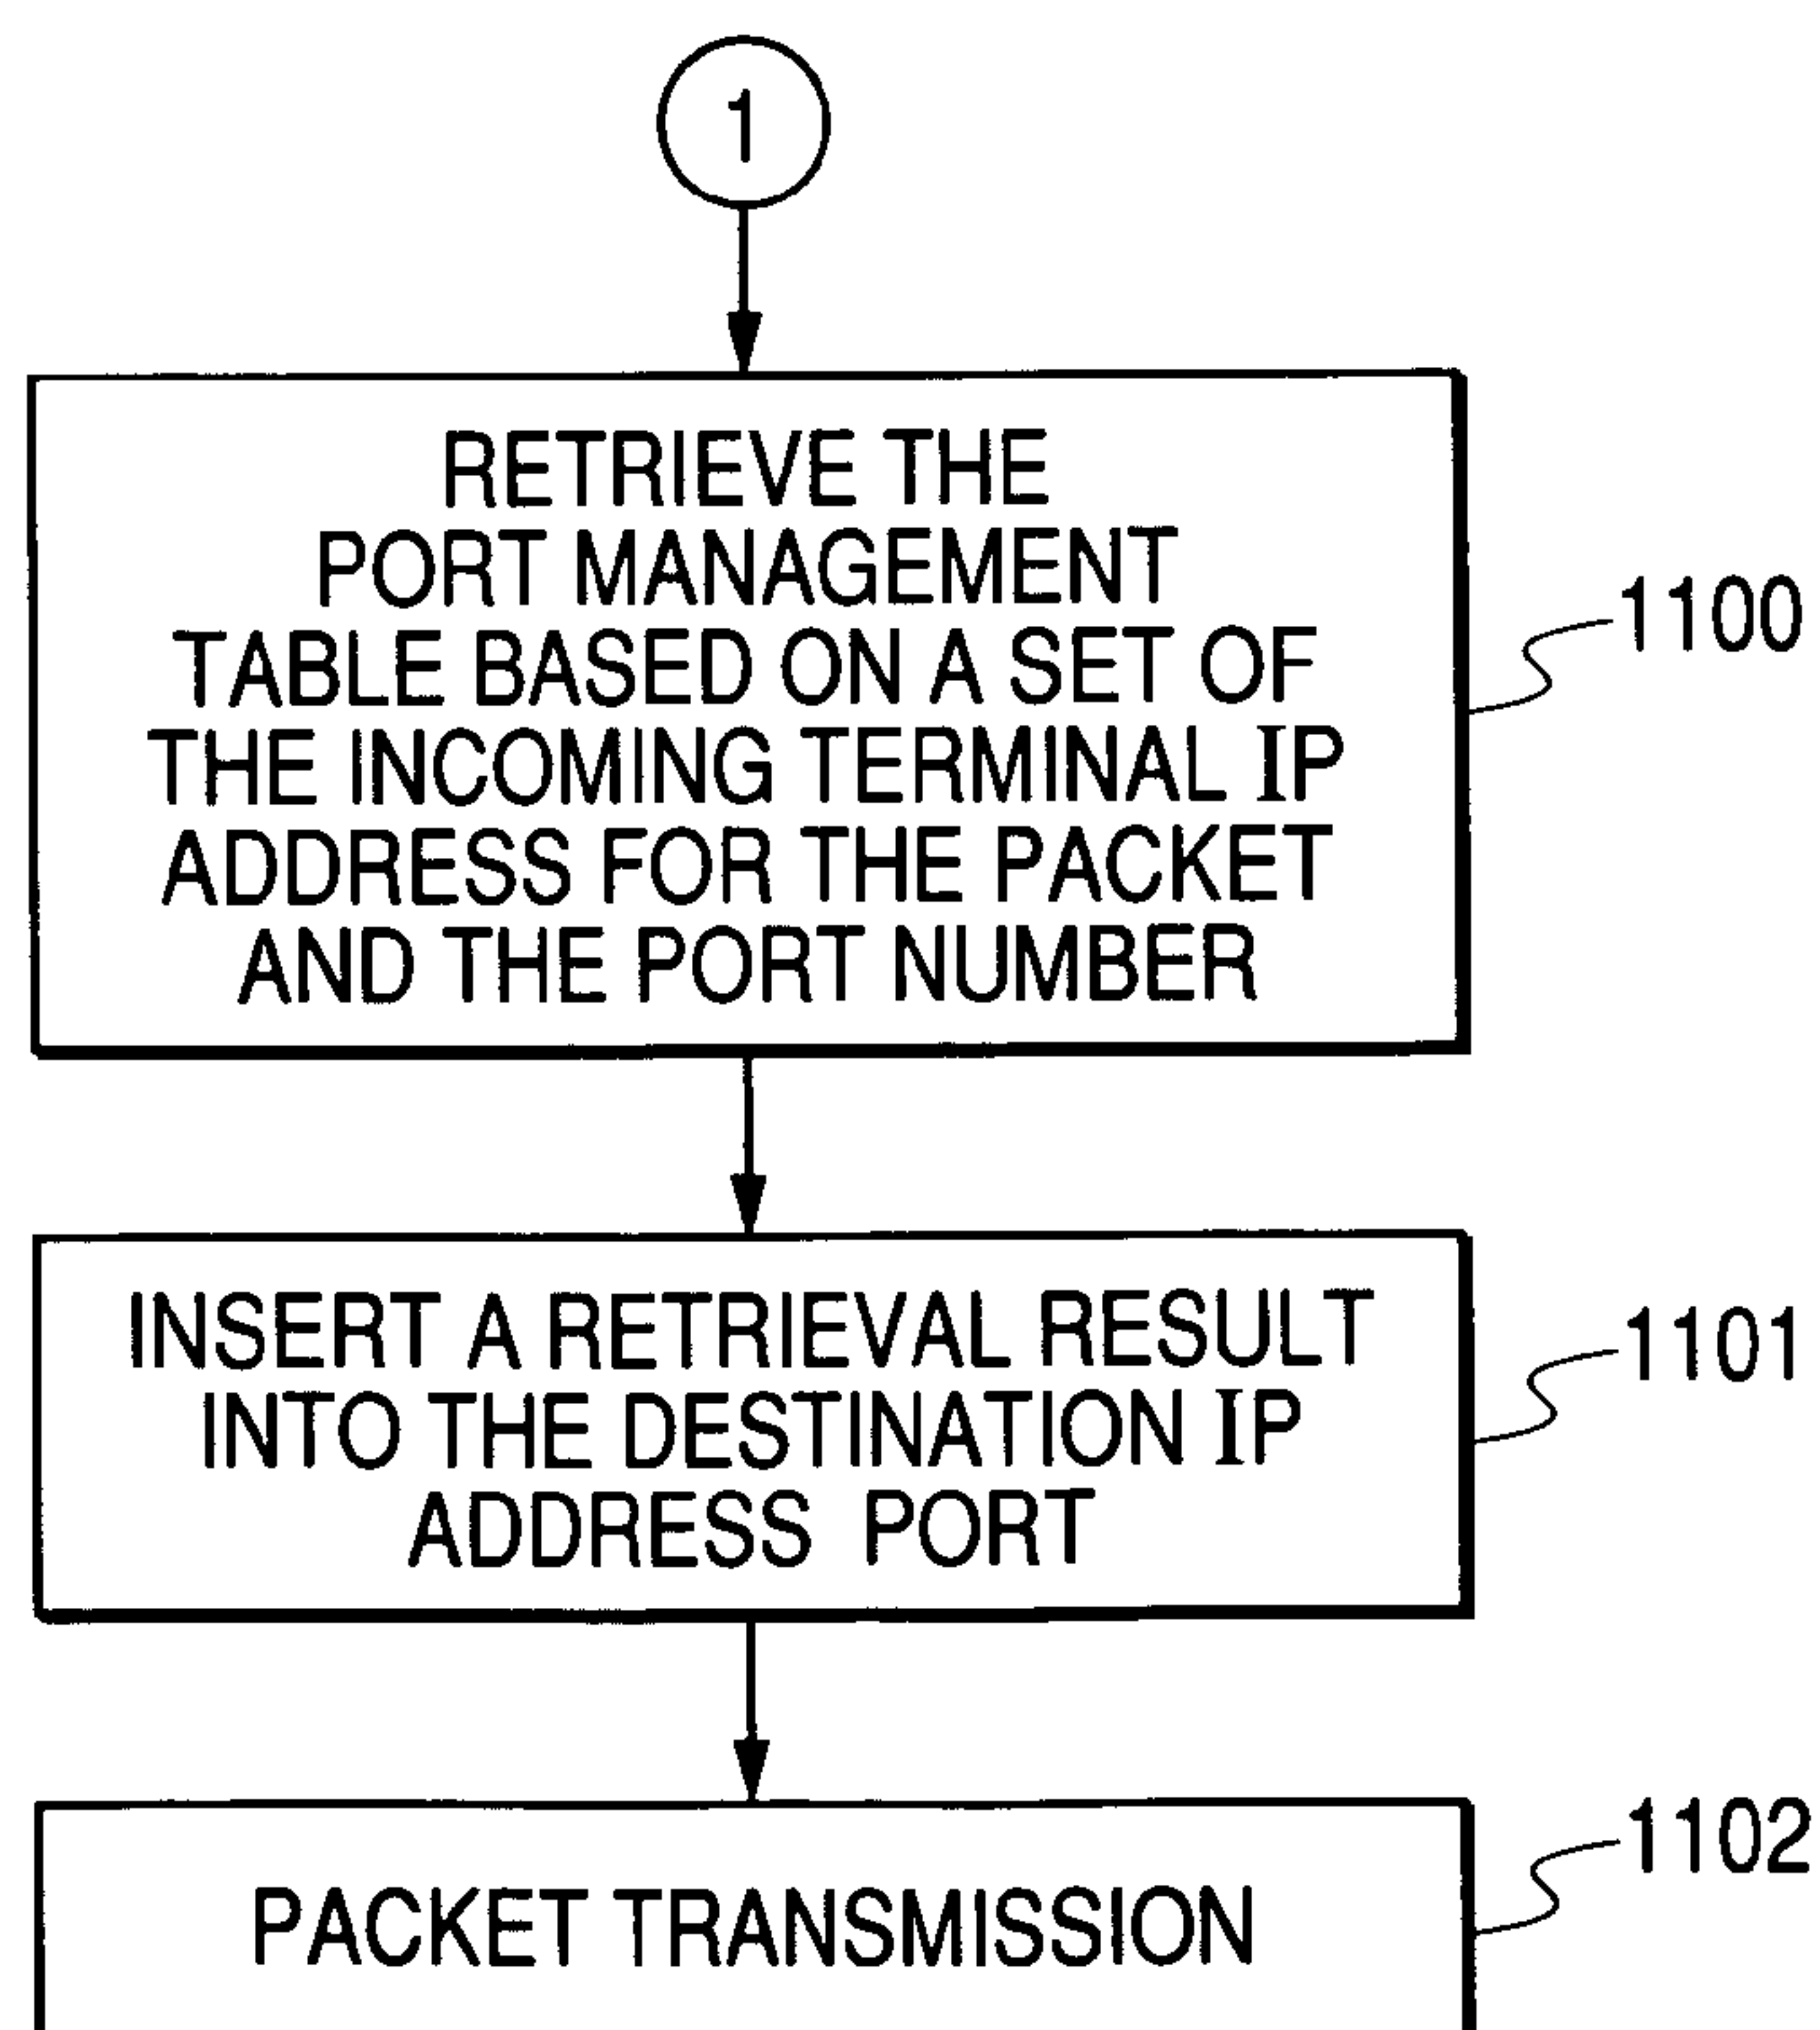 1
RETRIEVE THE
PORT MANAGEMENT
TABLE BASED ON A SET OF
THE INCOMING TERMINAL IP
ADDRESS FOR THE PACKET
AND THE PORT NUMBER
1100
INSERT A RETRIEVAL RESULT
INTO THE DESTINATION IP
ADDRESS PORT
1101
PACKET TRANSMISSION
1102